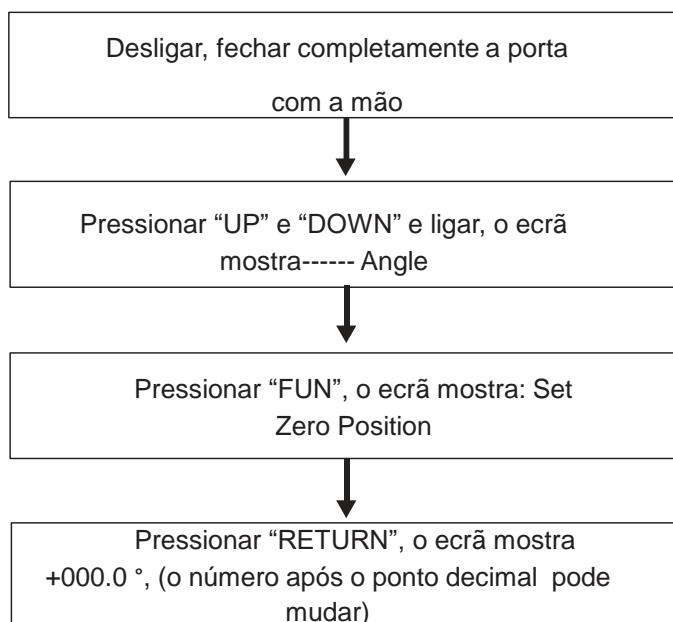 Desligar, fechar completamente a porta
com a mão
Pressionar “UP” e “DOWN” e ligar, o ecrã
mostra------ Angle
Pressionar “FUN”, o ecrã mostra: Set
Zero Position
Pressionar “RETURN”, o ecrã mostra
+000.0 °, (o número após o ponto decimal pode
mudar)